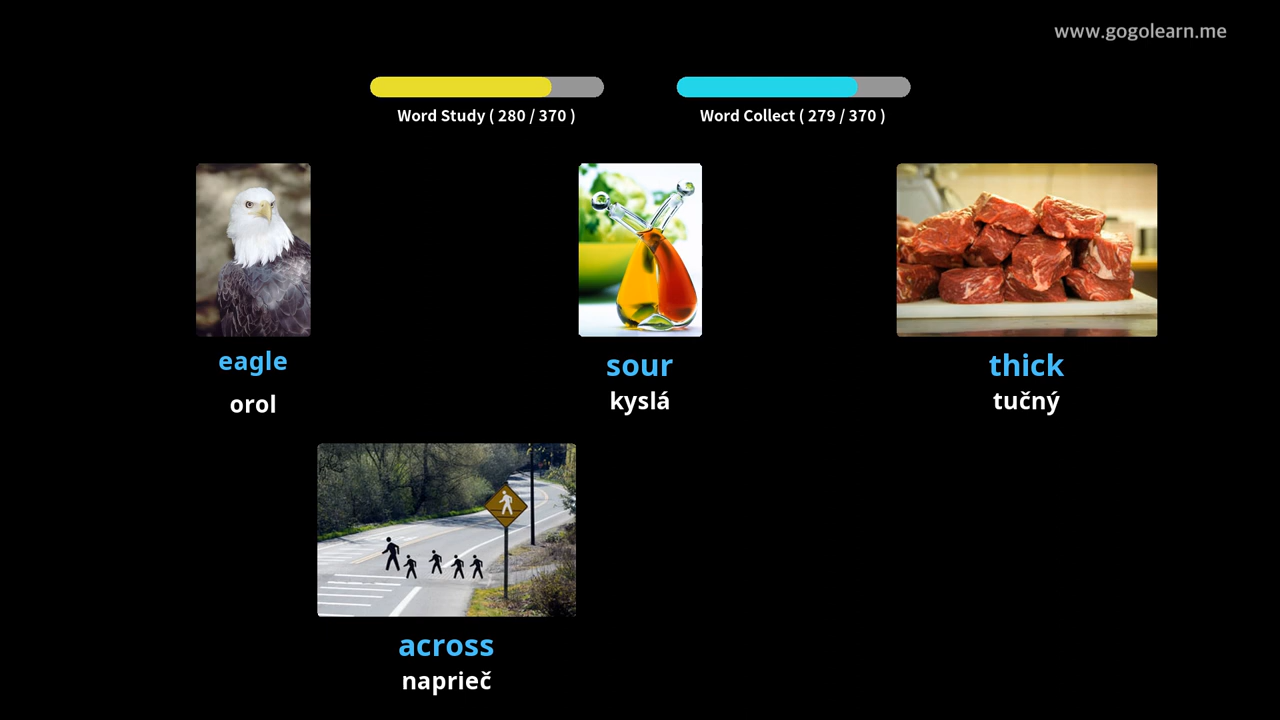 www.gogolearn.me
Word Study ( 280 / 370 )
Word Collect ( 279 / 370 )
eagle
orol
sour
kyslá
thick
tučný
across
naprieč